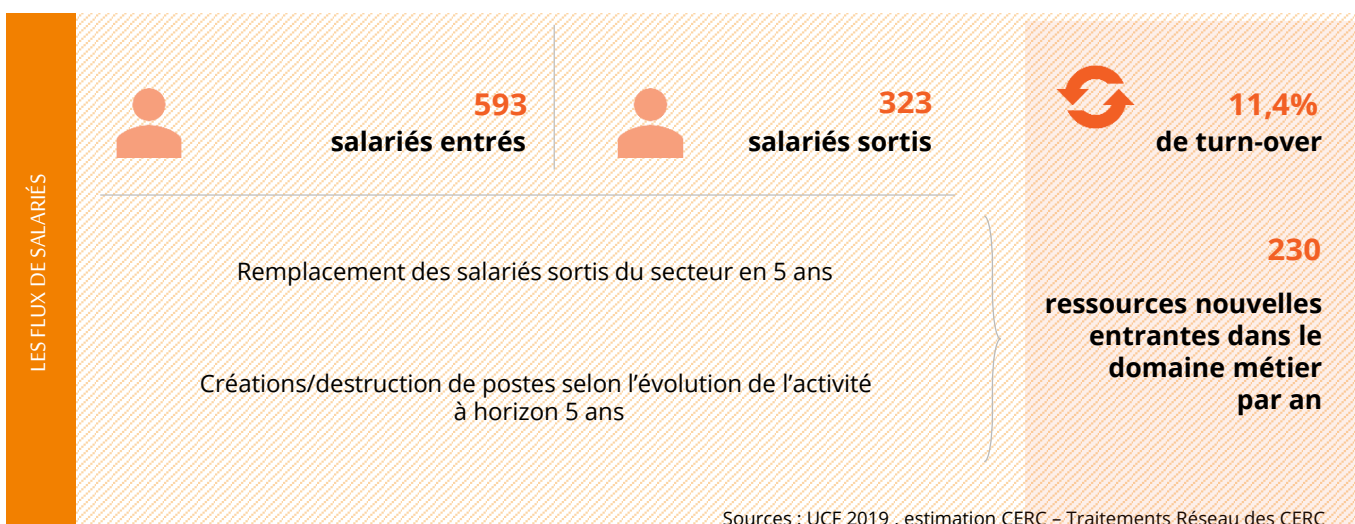 LES FLUX DE SALARIÉS
593
salariés entrés
323
salariés sortis
11,4%
de turn-over
Remplacement des salariés sortis du secteur en 5 ans
Créations/destruction de postes selon l’évolution de l’activité
à horizon 5 ans
230
ressources nouvelles
entrantes dans le
domaine métier
par an
Sources : UCF 2019 , estimation CERC – Traitements Réseau des CERC